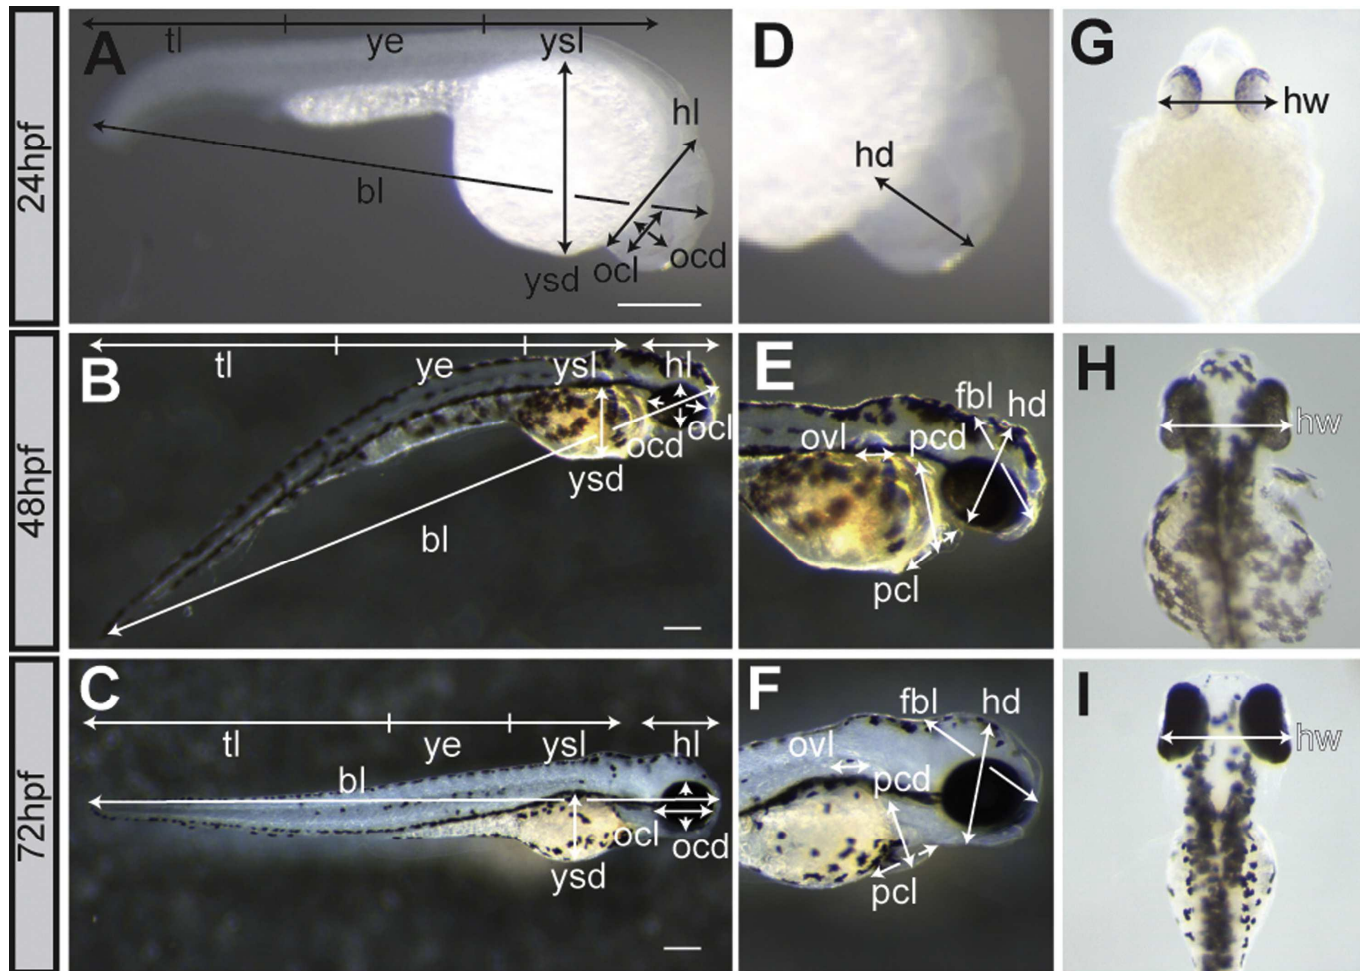 24hpf
A
tl
ye
ysl
hl
bl
ysd
ocl
ocd
D
hd
G
hw
48hpf
B
tl
ye
ysl
hl
ocd
ocl
ysd
bl
E
fbl
hd
ovl
pcd
pcl
H
hw
72hpf
C
tl
ye
ysl
hl
bl
ocl
ocd
ysd
F
fbl
hd
ovl
pcd
pcl
I
hw